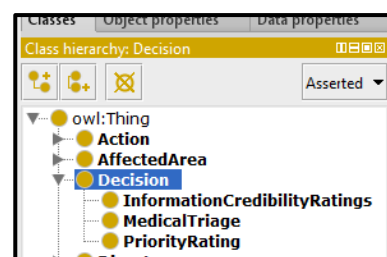 Classes Object properties Data properties
Class hierarchy: Decision
Asserted
owl:Thing
Action
AffectedArea
Decision
InformationCredibilityRatings
MedicalTriage
PriorityRating